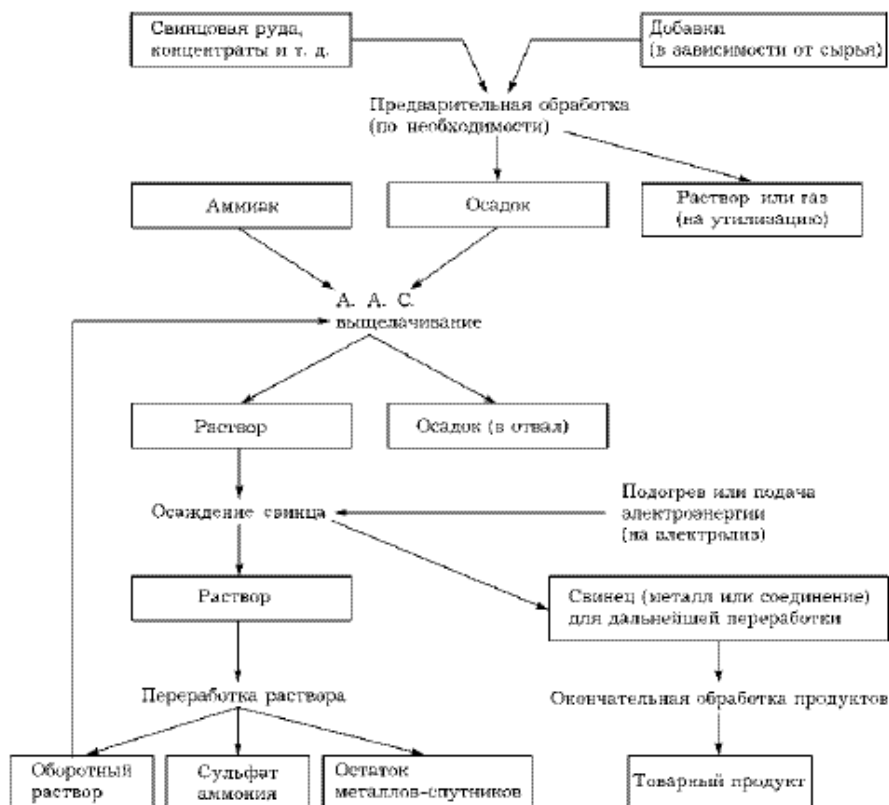 Свинцовая руда,
концентраты и т. д.
Добавки
(в зависимости от сырья)
Предварительная обработка
(по необходимости)
Аммиак
Осадок
Раствор или газ
(на утилизацию)
А. А. С.
выщелачивание
Раствор
Осадок (в отвал)
Осаждение свинца
Подогрев или подача
электроэнергии
(на электролиз)
Раствор
Свинец (металл или соединение)
для дальнейшей переработки
Переработка раствора
Окончательная обработка продуктов
Оборотный
раствор
Сульфат
аммония
Остаток
металлов-спутников
Товарный продукт